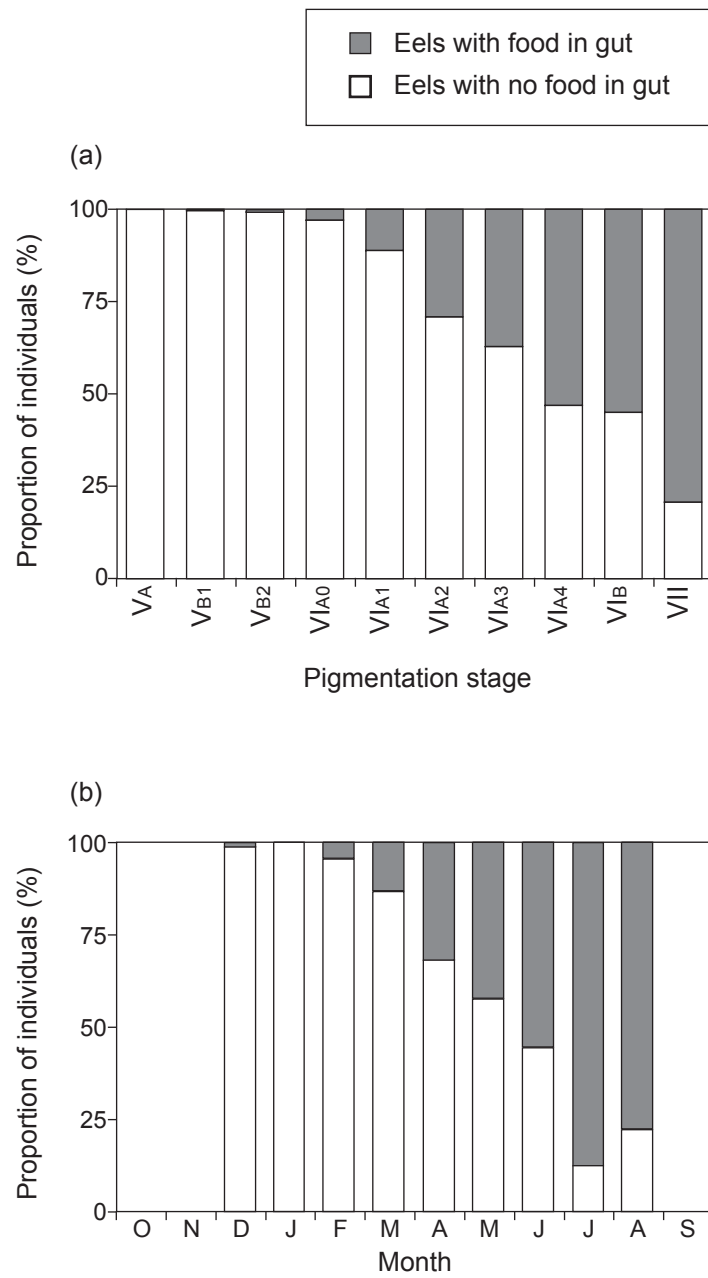 Eels with food in gut
Eels with no food in gut
(a)
Proportion of individuals (%)
100
75
50
25
0
VA
VB1
VB2
VIA0
VIA1
VIA2
VIA3
VIA4
VIB
VII
Pigmentation stage
(b)
Proportion of individuals (%)
100
75
50
25
0
O N D J F M A M J J A S
Month